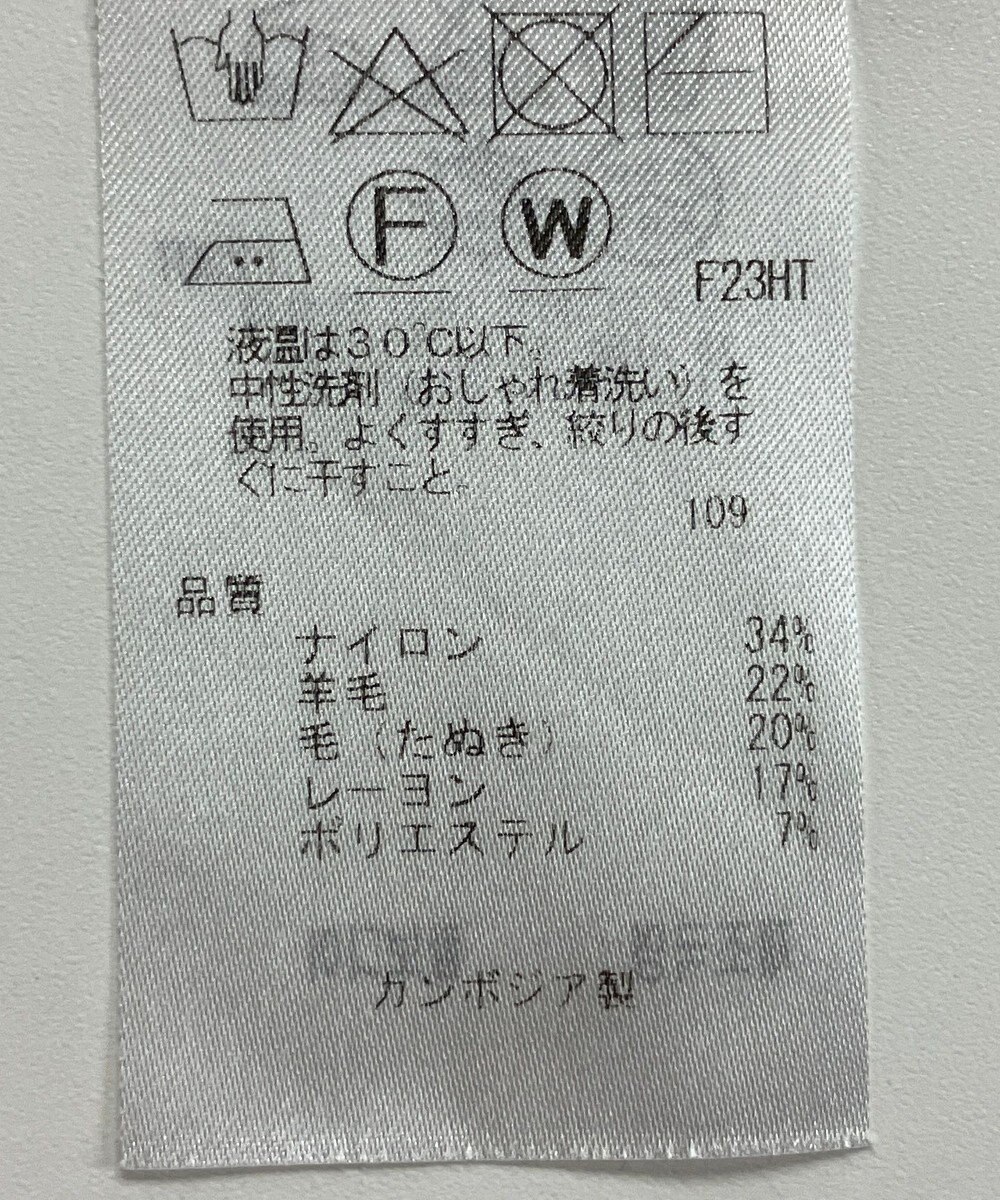 F
W
F23HT
液温は30℃以下。
中性洗剤（おしゃれ着洗い）を
使用。よくすすぎ、絞りの後す
ぐに干すこと。
109
品質
ナイロン 34%
羊毛 22%
毛（たぬき） 20%
レーヨン 17%
ポリエステル 7%
カンボジア製